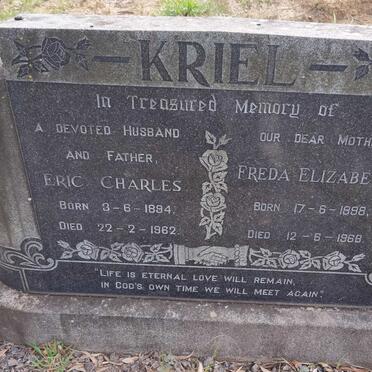 KRIEL
In Treasured Memory of
A DEVOTED HUSBAND
AND FATHER,
ERIC CHARLES
BORN 3-6-1894.
DIED 22-2-1962.
OUR DEAR
FREDA
BORN 17-6-1898,
DIED 12-6-1968.
"LIFE IS ETERNAL LOVE WILL REMAIN,
IN GOD'S OWN TIME WE WILL MEET AGAIN".